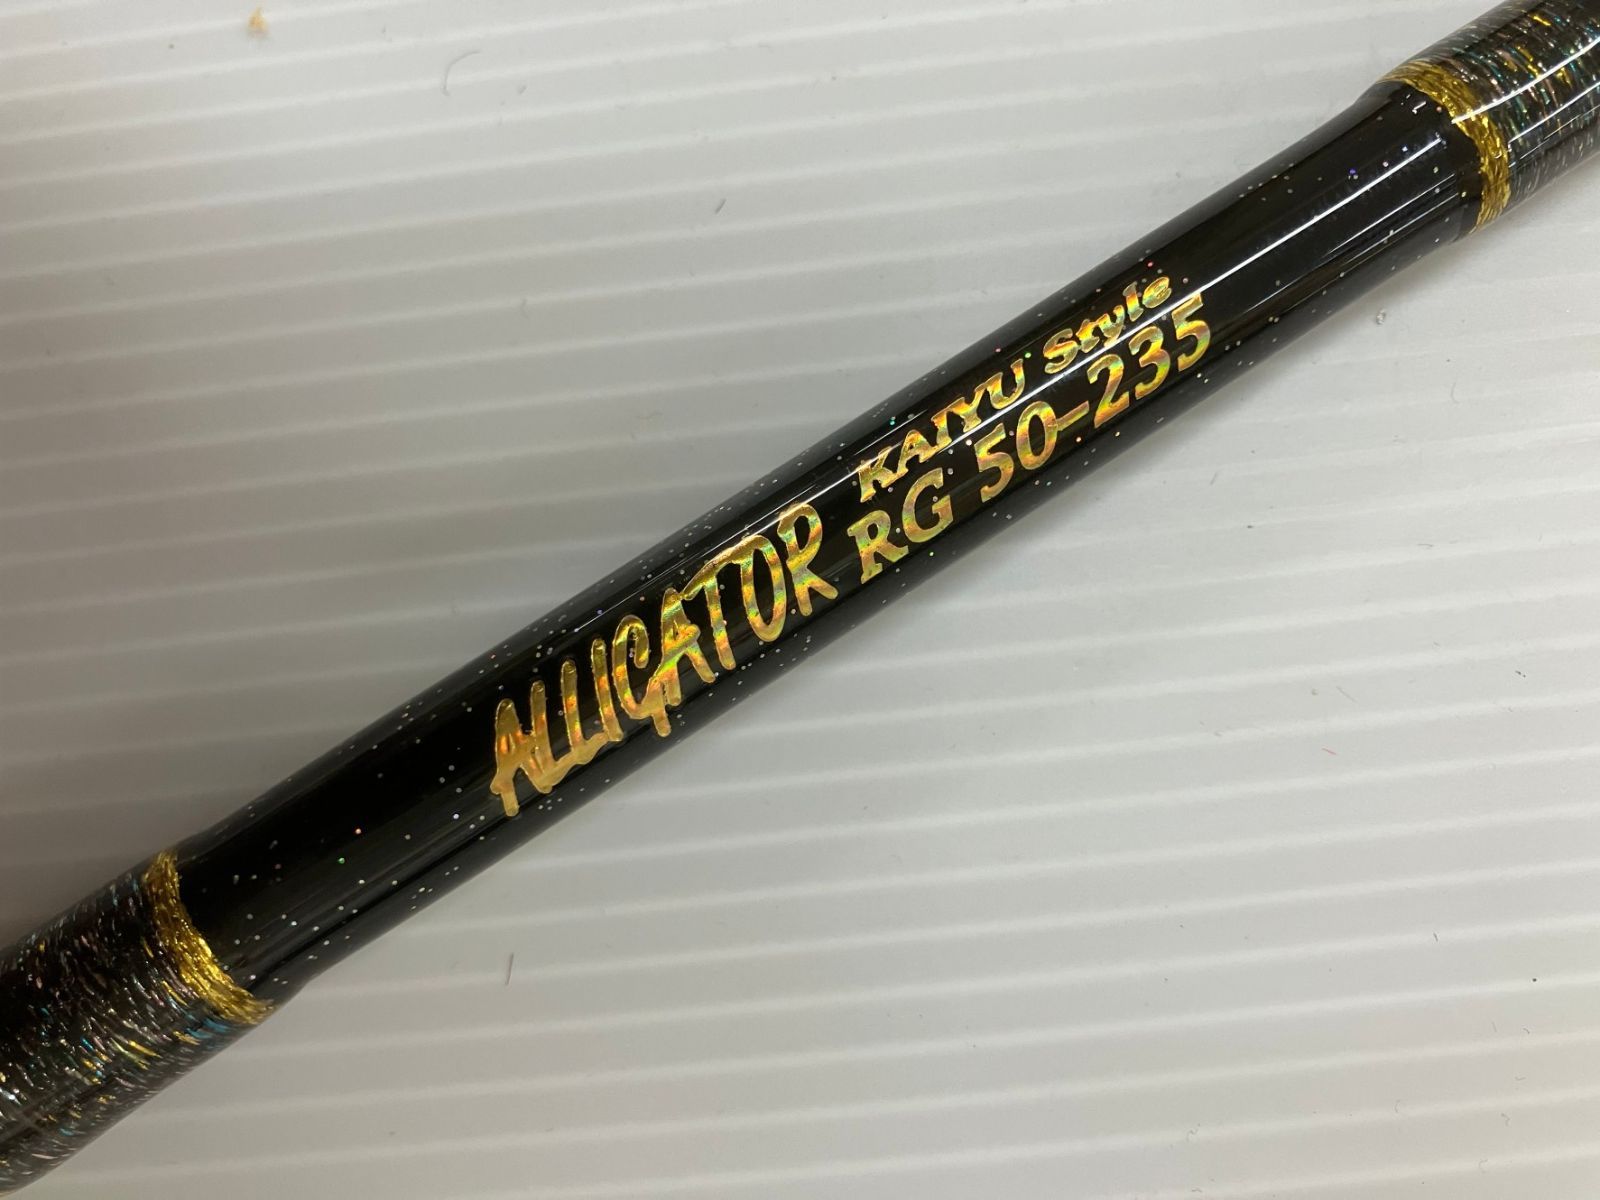 ALLIGATOR
KAIYU Style
RG 50-235